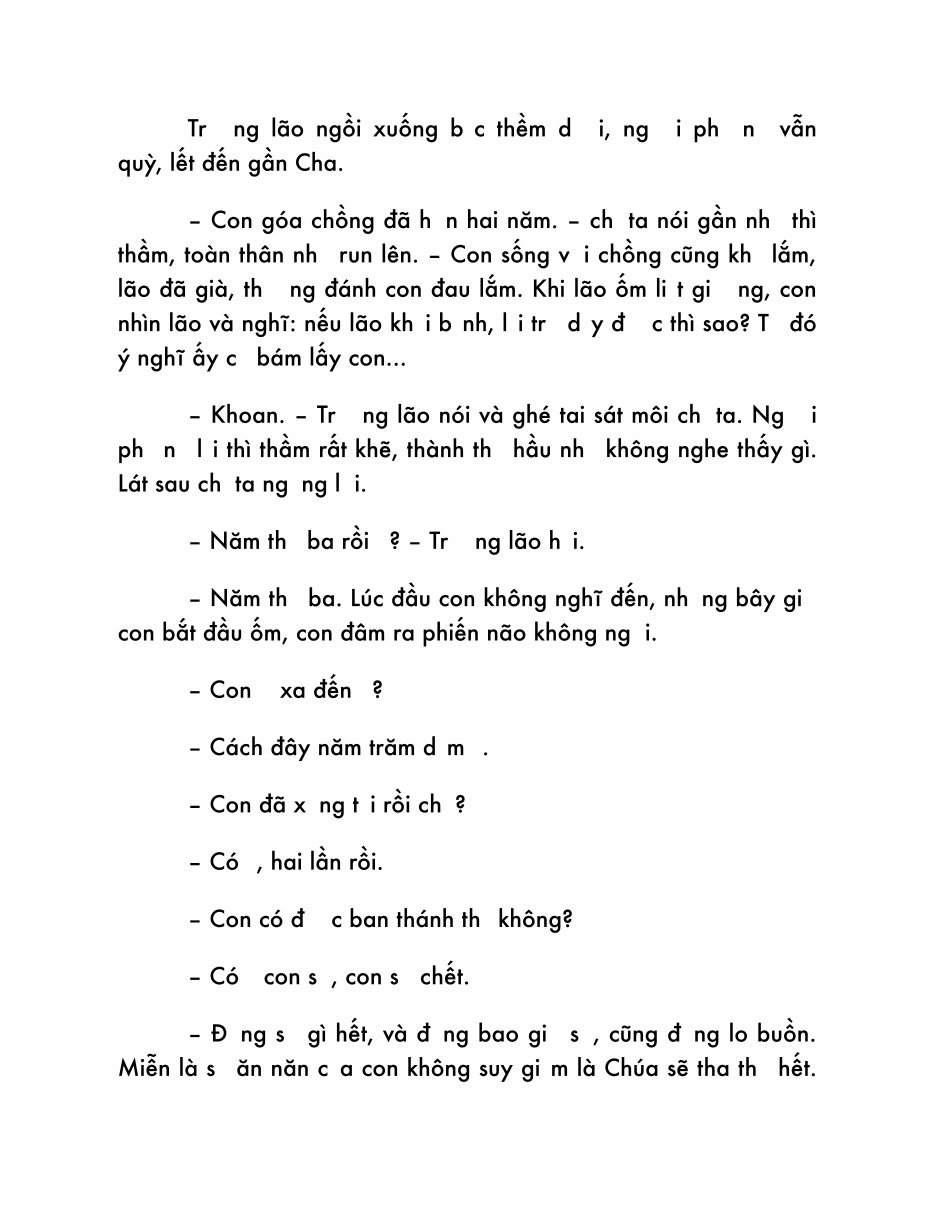 Tr ng lão ngồi xuống b c thềm d i, ng i ph n vẫn
quỳ, lết đến gần Cha.
– Con góa chồng đã h n hai năm. – ch ta nói gần nh thì
thầm, toàn thân nh run lên. – Con sống v i chồng cũng kh lắm,
lão đã già, th ng đánh con đau lắm. Khi lão ốm li t gi ng, con
nhìn lão và nghĩ: nếu lão kh i b nh, l i tr d y đ c thì sao? T đó
ý nghĩ ấy c bám lấy con...
– Khoan. – Tr ng lão nói và ghé tai sát môi ch ta. Ng i
ph n l i thì thầm rất khẽ, thành th hầu nh không nghe thấy gì.
Lát sau ch ta ng ng l i.
– Năm th ba rồi ? – Tr ng lão h i.
– Năm th ba. Lúc đầu con không nghĩ đến, nh ng bây gi
con bắt đầu ốm, con đâm ra phiến não không ng i.
– Con xa đến ?
– Cách đây năm trăm d m .
– Con đã x ng t i rồi ch ?
– Có , hai lần rồi.
– Con có đ c ban thánh th không?
– Có con s , con s chết.
– Đ ng s gì hết, và đ ng bao gi s , cũng đ ng lo buồn.
Miễn là s ăn năn c a con không suy gi m là Chúa sẽ tha th hết.